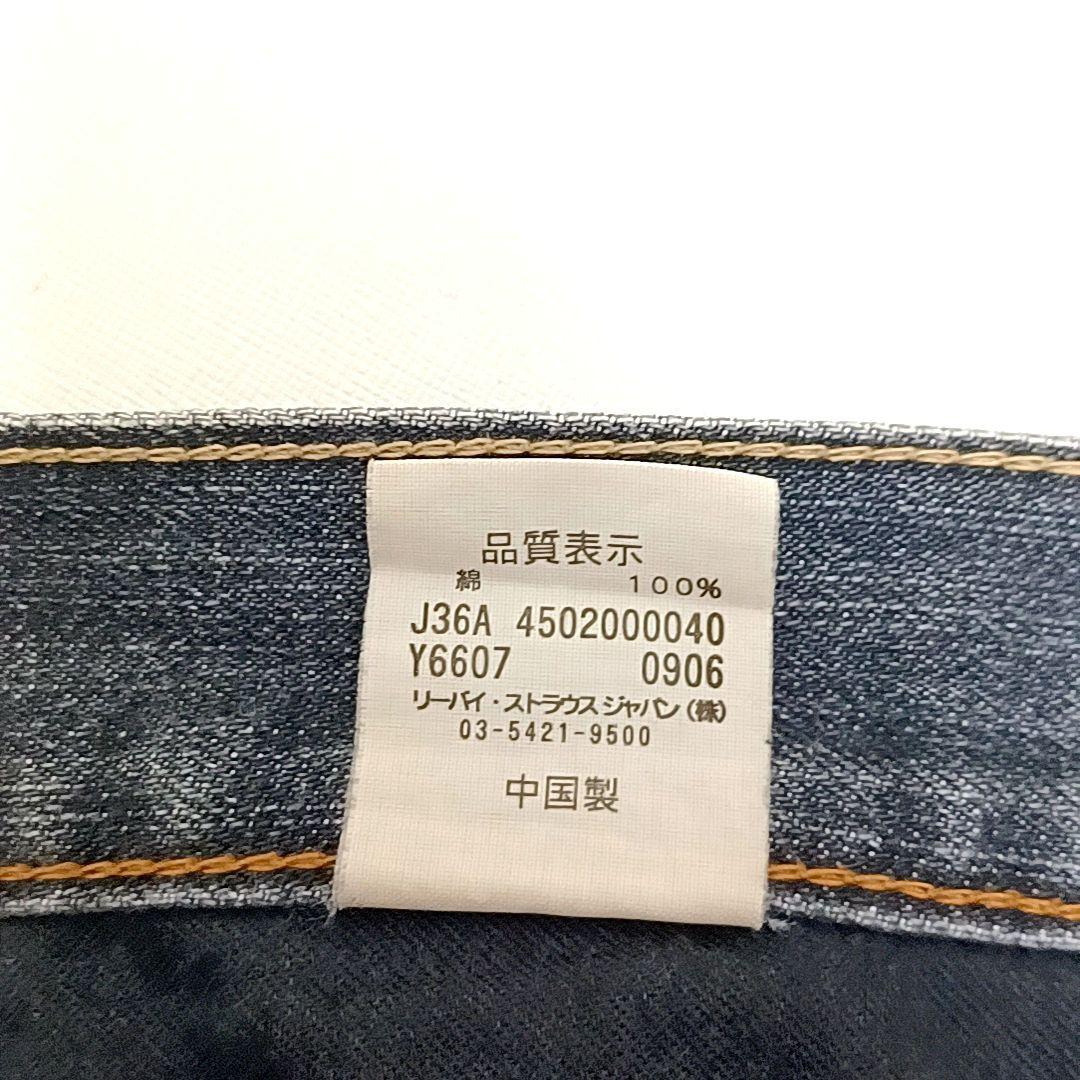 品質表示
綿 100%
J36A 4502000040
Y6607 0906
リーバイ・ストラウス ジャパン(株)
03-5421-9500
中国製